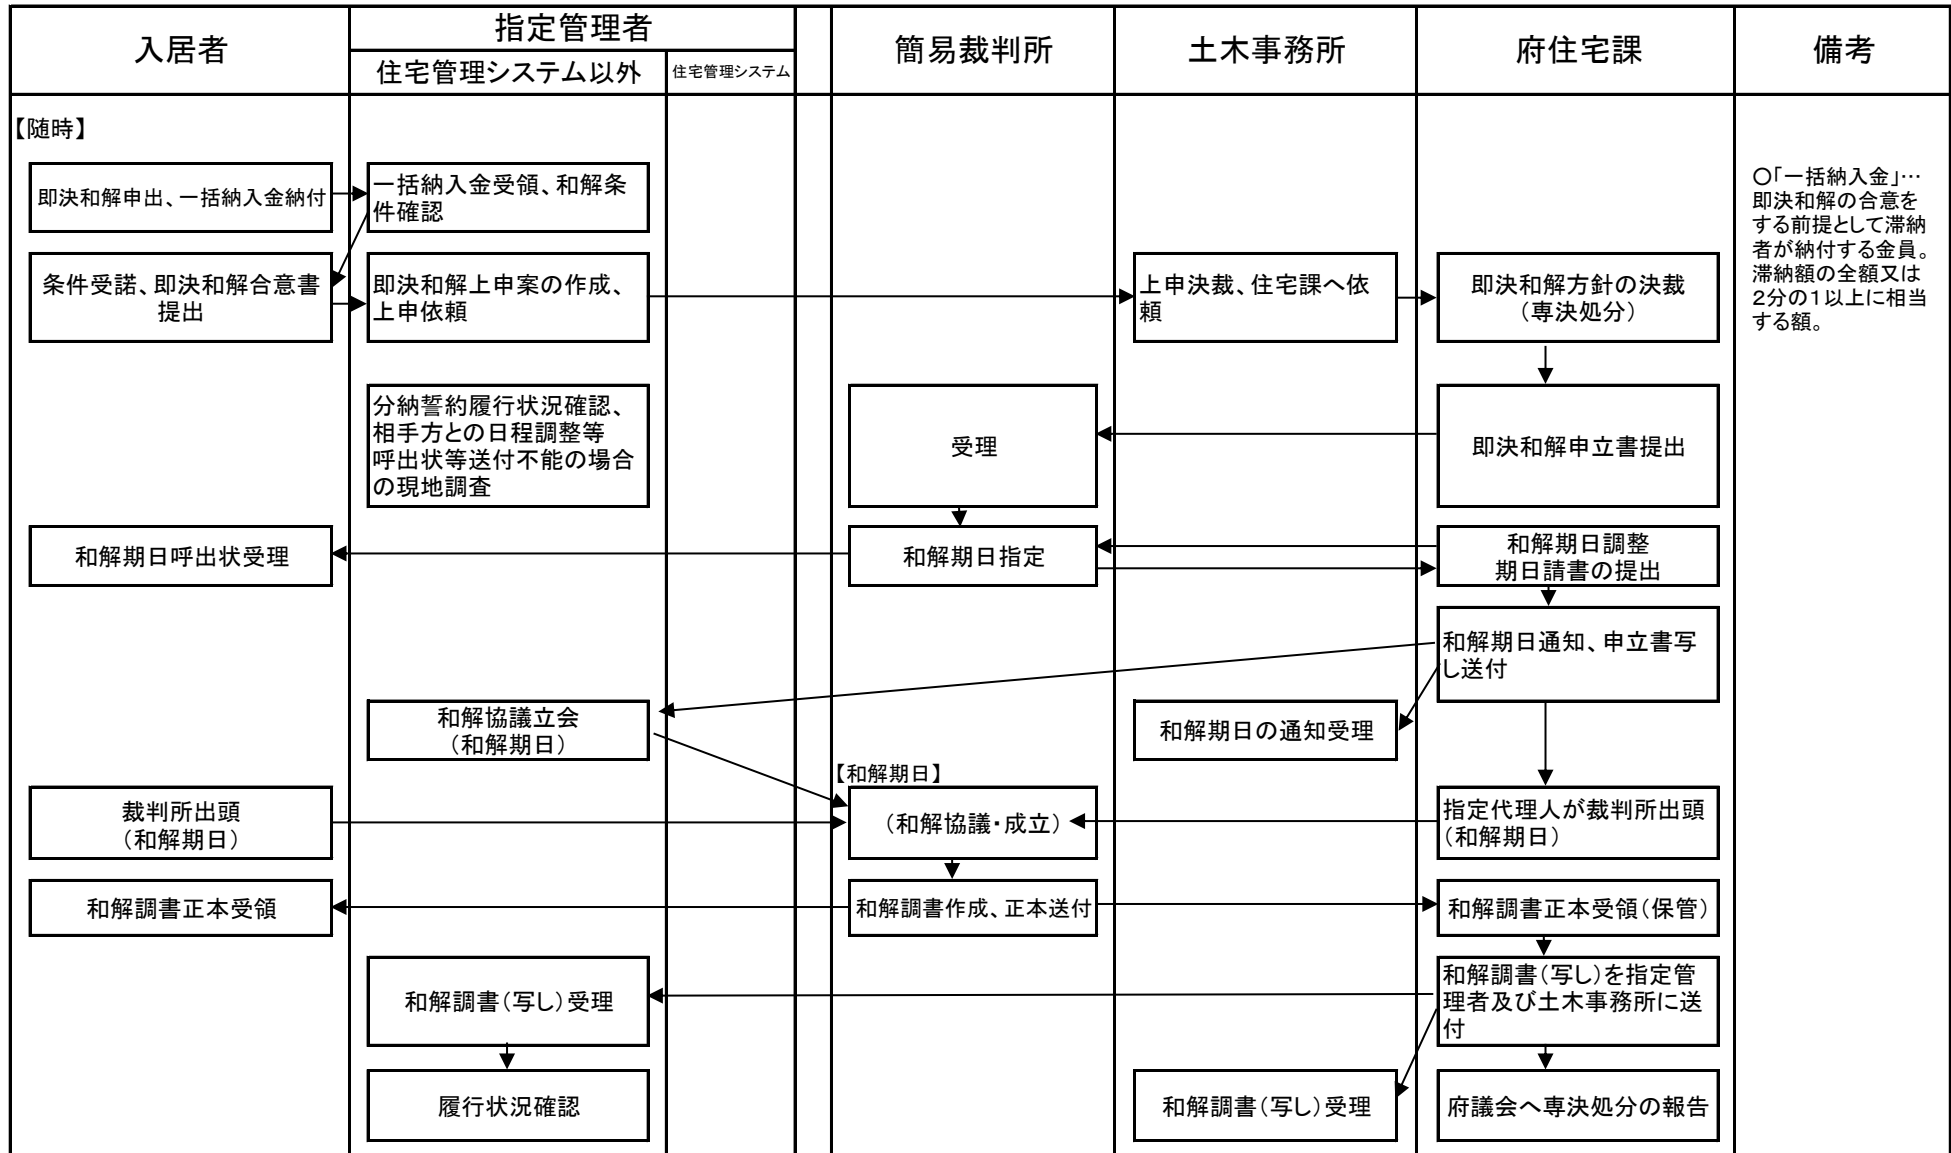 入居者
指定管理者
住宅管理システム以外
住宅管理システム
簡易裁判所
土木事務所
府住宅課
備考
【随時】
即決和解申出、一括納入金納付
一括納入金受領、和解条
件確認
○「一括納入金」…
即決和解の合意を
する前提として滞納
者が納付する金員。
滞納額の全額又は
２分の１以上に相当
する額。
条件受諾、即決和解合意書
提出
即決和解上申案の作成、
上申依頼
上申決裁、住宅課へ依
頼
即決和解方針の決裁
（専決処分）
分納誓約履行状況確認、
相手方との日程調整等
呼出状等送付不能の場合
の現地調査
受理
即決和解申立書提出
和解期日呼出状受理
和解期日指定
和解期日調整
期日請書の提出
和解期日通知、申立書写
し送付
和解協議立会
（和解期日）
和解期日の通知受理
【和解期日】
裁判所出頭
（和解期日）
（和解協議・成立）
指定代理人が裁判所出頭
（和解期日）
和解調書正本受領
和解調書作成、正本送付
和解調書正本受領（保管）
和解調書（写し）受理
和解調書（写し）を指定管
理者及び土木事務所に送
付
履行状況確認
和解調書（写し）受理
府議会へ専決処分の報告